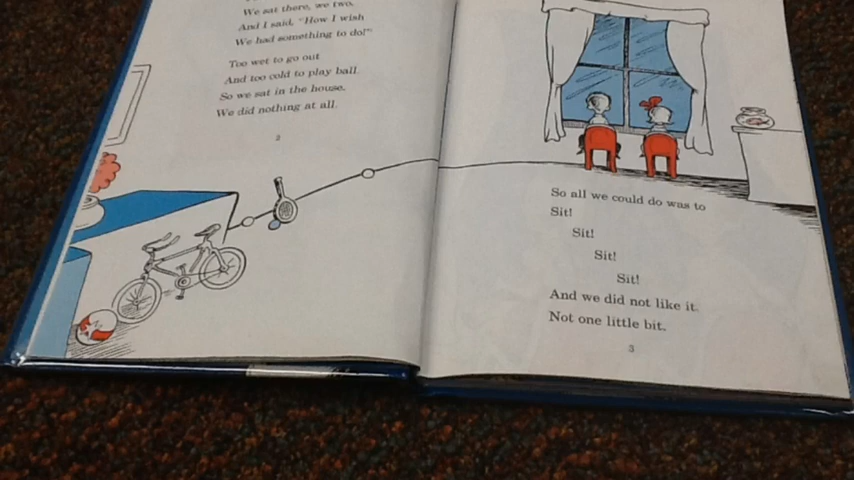 We sat there, we two.
And I said, "How I wish
We had something to do!"
Too wet to go out
And too cold to play ball.
So we sat in the house.
We did nothing at all.
2
So all we could do was to
Sit!
Sit!
Sit!
Sit!
And we did not like it.
Not one little bit.
3